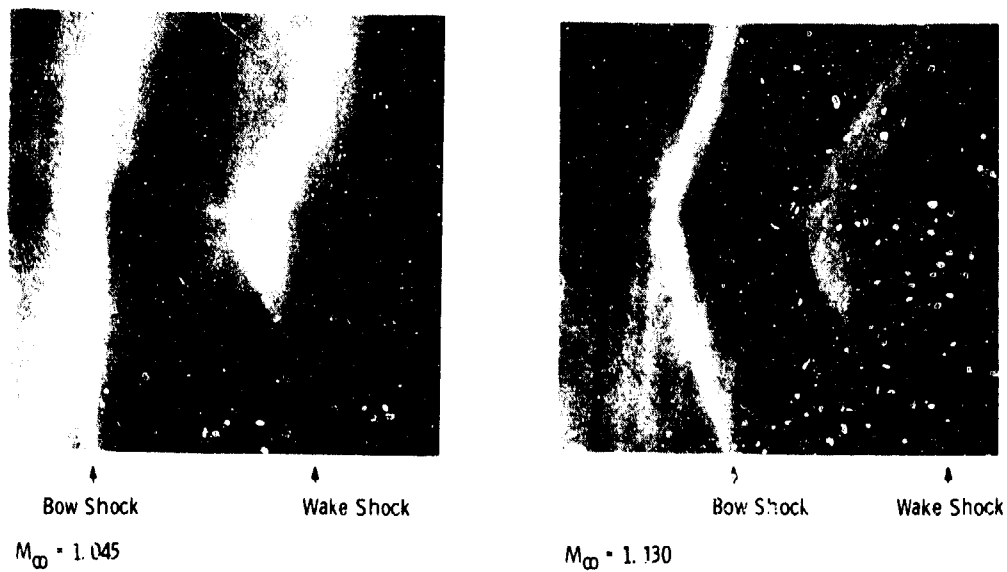 Bow Shock Wake Shock Bow Shock Wake Shock
M∞ = 1.045 M∞ = 1.130